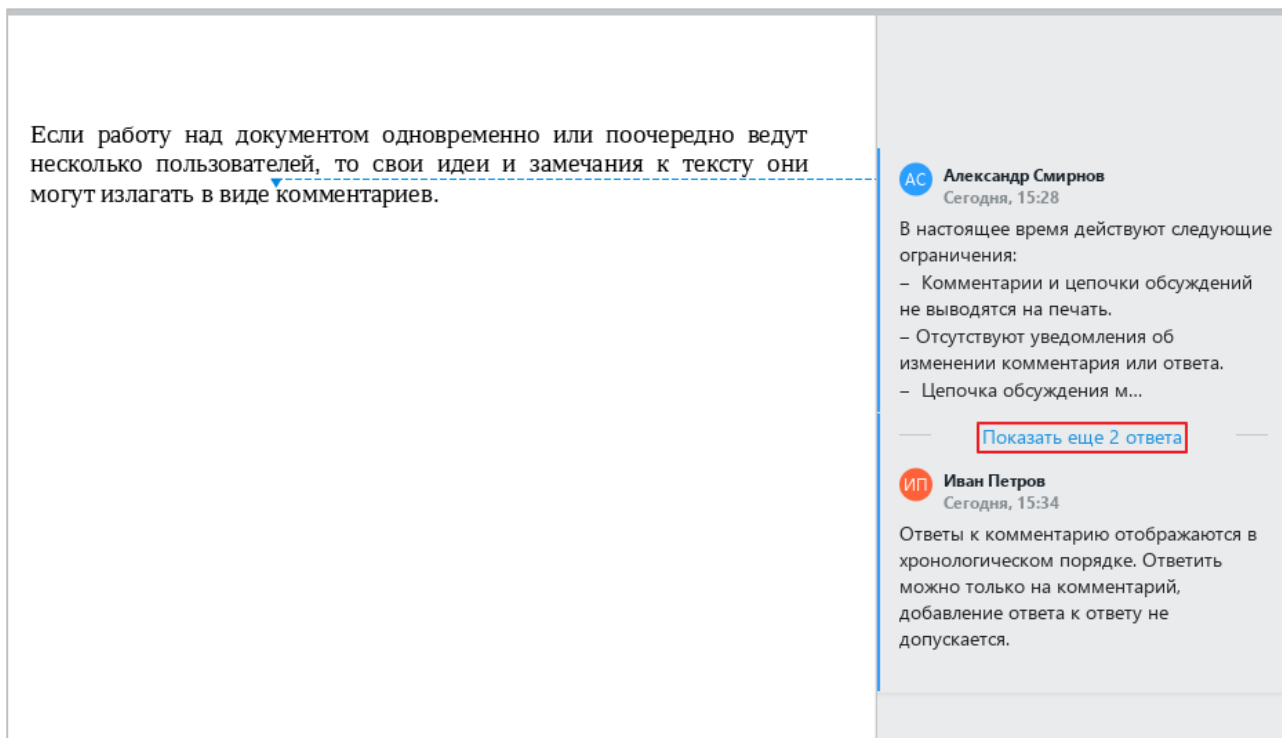 Если работу над документом одновременно или поочередно ведут
несколько пользователей, то свои идеи и замечания к тексту они
могут излагать в виде комментариев.
АС Александр Смирнов
Сегодня, 15:28
В настоящее время действуют следующие
ограничения:
– Комментарии и цепочки обсуждений
не выводятся на печать.
– Отсутствуют уведомления об
изменении комментария или ответа.
– Цепочка обсуждения м...
Показать еще 2 ответа
ИП Иван Петров
Сегодня, 15:34
Ответы к комментарию отображаются в
хронологическом порядке. Ответить
можно только на комментарий,
добавление ответа к ответу не
допускается.